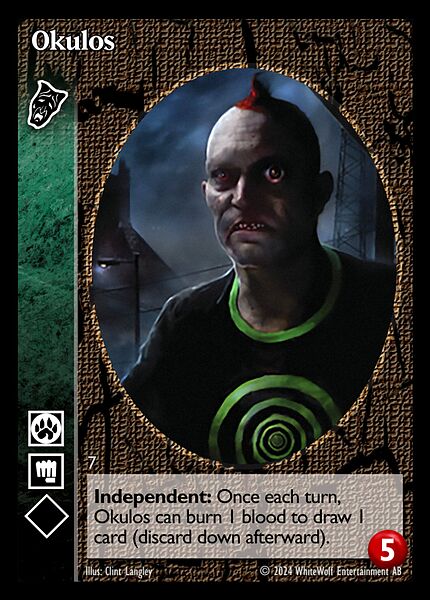 Okulos
7
Independent: Once each turn,
Okulos can burn 1 blood to draw 1
card (discard down afterward).
5
Illus: Clint Langley © 2024 WhiteWolf Entertainment AB